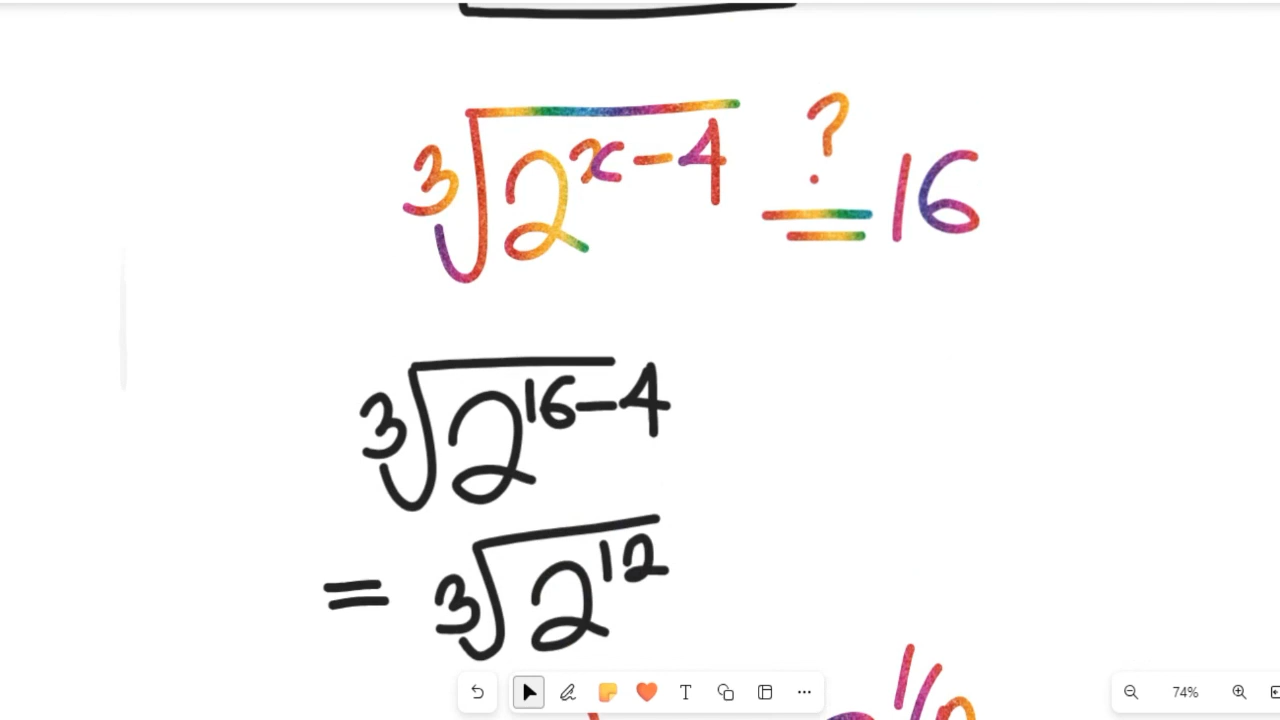 ∛(2^(x-4)) ≟ 16
∛(2^(16-4))
= ∛(2^12)
74%